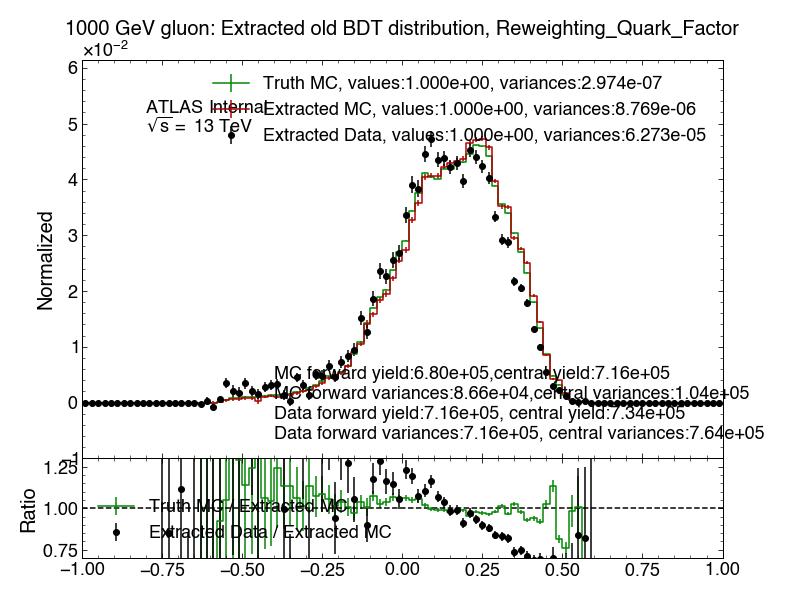 1000 GeV gluon: Extracted old BDT distribution, Reweighting_Quark_Factor
×10⁻²
6
5
4
3
2
1
0
−1
Normalized
ATLAS Internal
√s = 13 TeV
Truth MC, values:1.000e+00, variances:2.974e-07
Extracted MC, values:1.000e+00, variances:8.769e-06
Extracted Data, values:1.000e+00, variances:6.273e-05
MC forward yield:6.80e+05,central yield:7.16e+05
MC forward variances:8.66e+04,central variances:1.04e+05
Data forward yield:7.16e+05, central yield:7.34e+05
Data forward variances:7.16e+05, central variances:7.64e+05
1.25
1.00
0.75
Ratio
Truth MC / Extracted MC
Extracted Data / Extracted MC
−1.00 −0.75 −0.50 −0.25 0.00 0.25 0.50 0.75 1.00